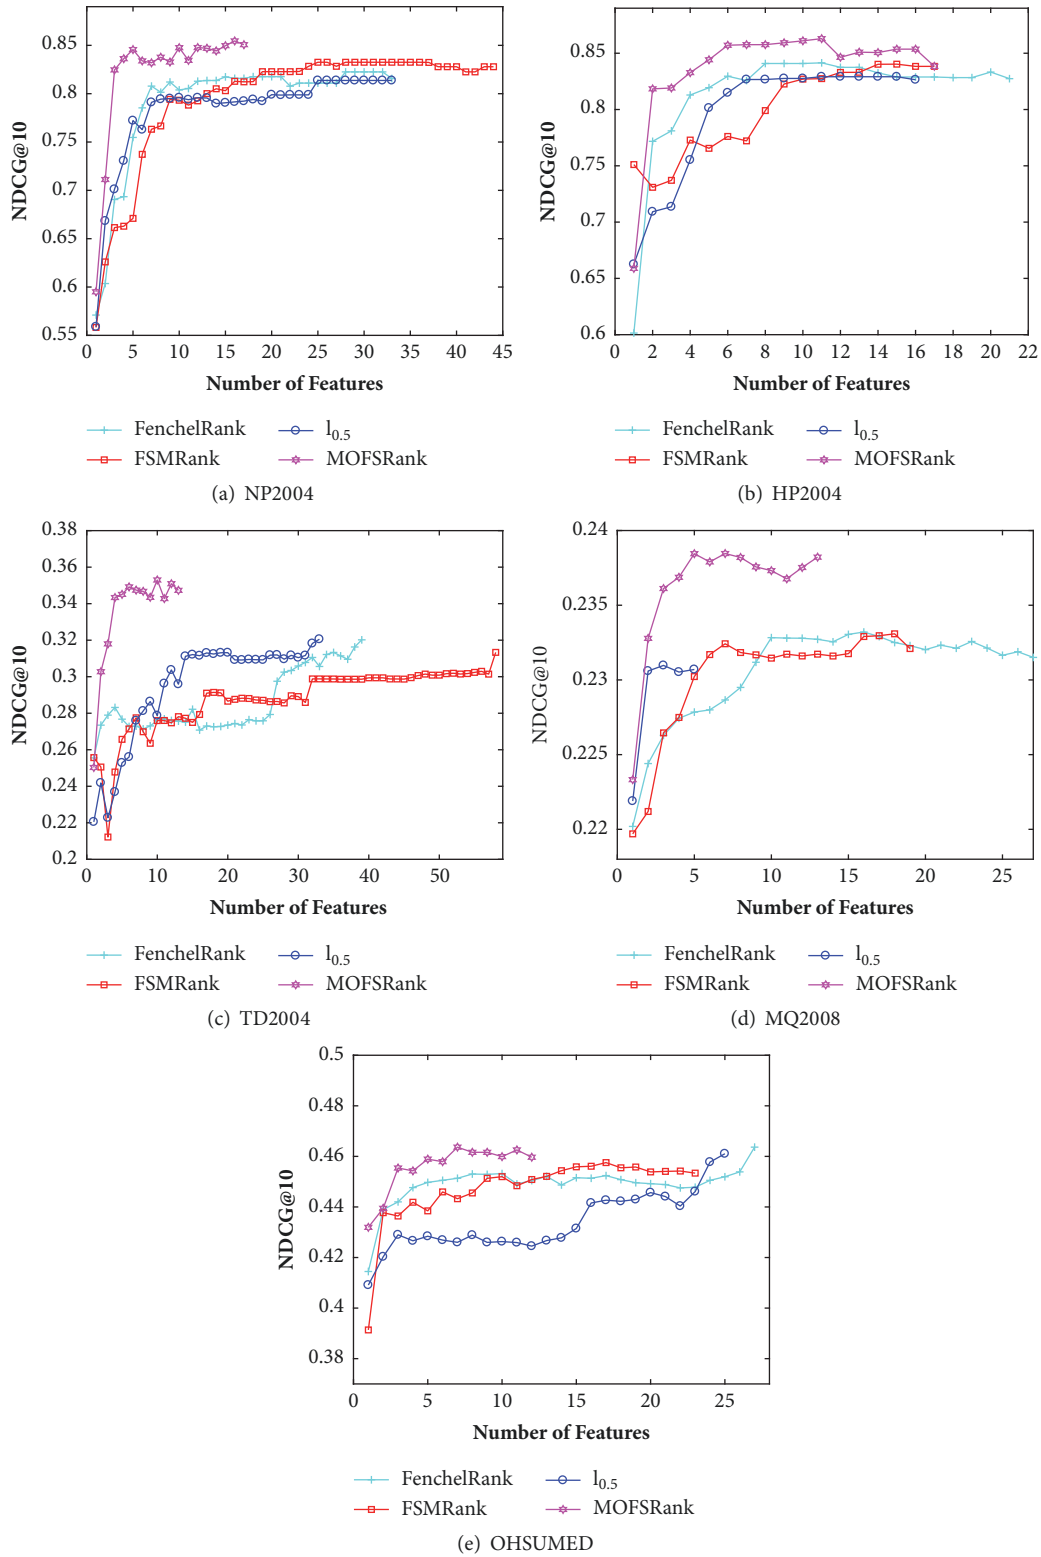 0.85
0.8
0.75
0.7
0.65
0.6
0.55
NDCG@10
0 5 10 15 20 25 30 35 40 45
Number of Features
FenchelRank
l0.5
FSMRank
MOFSRank
(a) NP2004
0.85
0.8
0.75
0.7
0.65
0.6
NDCG@10
0 2 4 6 8 10 12 14 16 18 20 22
Number of Features
FenchelRank
l0.5
FSMRank
MOFSRank
(b) HP2004
0.38
0.36
0.34
0.32
0.3
0.28
0.26
0.24
0.22
0.2
NDCG@10
0 10 20 30 40 50
Number of Features
FenchelRank
l0.5
FSMRank
MOFSRank
(c) TD2004
0.24
0.235
0.23
0.225
0.22
NDCG@10
0 5 10 15 20 25
Number of Features
FenchelRank
l0.5
FSMRank
MOFSRank
(d) MQ2008
0.5
0.48
0.46
0.44
0.42
0.4
0.38
NDCG@10
0 5 10 15 20 25
Number of Features
FenchelRank
l0.5
FSMRank
MOFSRank
(e) OHSUMED